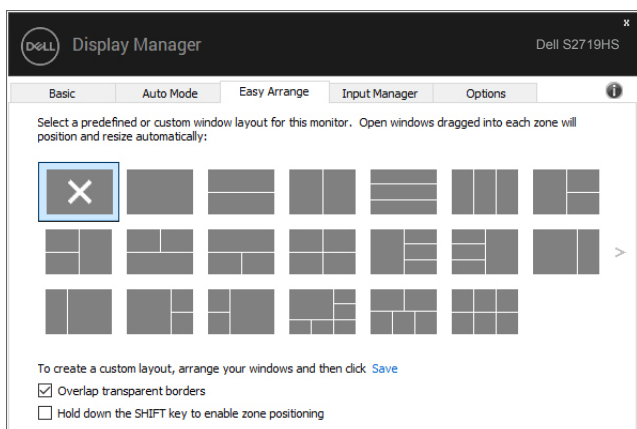 x
DELL Display Manager Dell S2719HS
Basic Auto Mode Easy Arrange Input Manager Options i
Select a predefined or custom window layout for this monitor. Open windows dragged into each zone will
position and resize automatically:
>
To create a custom layout, arrange your windows and then click Save
Overlap transparent borders
Hold down the SHIFT key to enable zone positioning